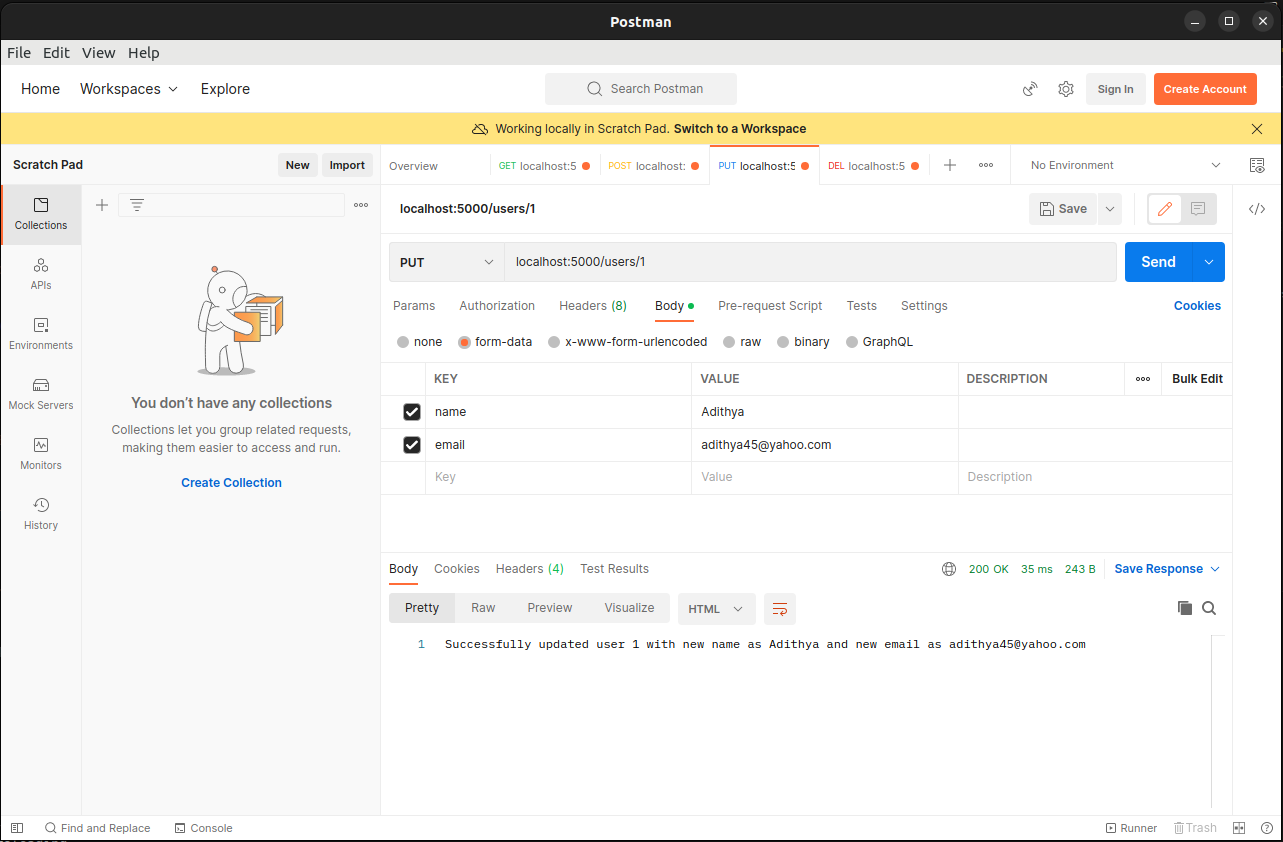 Postman
File Edit View Help
Home Workspaces Explore Search Postman Sign In Create Account
Working locally in Scratch Pad. Switch to a Workspace
Scratch Pad New Import Overview GET localhost:5 POST localhost: PUT localhost:5 DEL localhost:5 No Environment
Collections
APIs
Environments
Mock Servers
Monitors
History
You don't have any collections
Collections let you group related requests,
making them easier to access and run.
Create Collection
localhost:5000/users/1 Save
PUT localhost:5000/users/1 Send
Params Authorization Headers (8) Body Pre-request Script Tests Settings Cookies
none form-data x-www-form-urlencoded raw binary GraphQL
KEY VALUE DESCRIPTION Bulk Edit
name Adithya
email adithya45@yahoo.com
Key Value Description
Body Cookies Headers (4) Test Results 200 OK 35 ms 243 B Save Response
Pretty Raw Preview Visualize HTML
1 Successfully updated user 1 with new name as Adithya and new email as adithya45@yahoo.com
Find and Replace Console Runner Trash